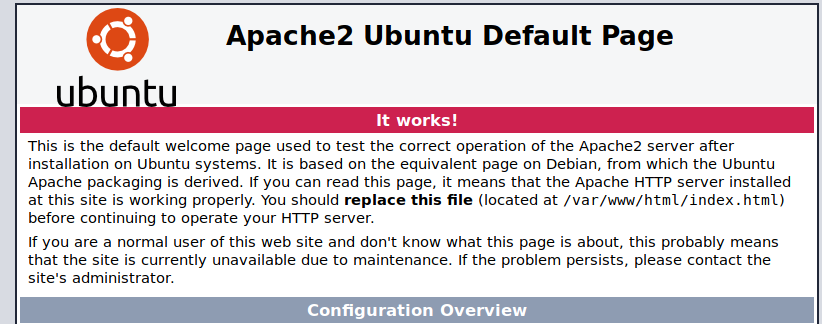 Apache2 Ubuntu Default Page
ubuntu
It works!
This is the default welcome page used to test the correct operation of the Apache2 server after
installation on Ubuntu systems. It is based on the equivalent page on Debian, from which the Ubuntu
Apache packaging is derived. If you can read this page, it means that the Apache HTTP server installed
at this site is working properly. You should replace this file (located at /var/www/html/index.html)
before continuing to operate your HTTP server.
If you are a normal user of this web site and don't know what this page is about, this probably means
that the site is currently unavailable due to maintenance. If the problem persists, please contact the
site's administrator.
Configuration Overview